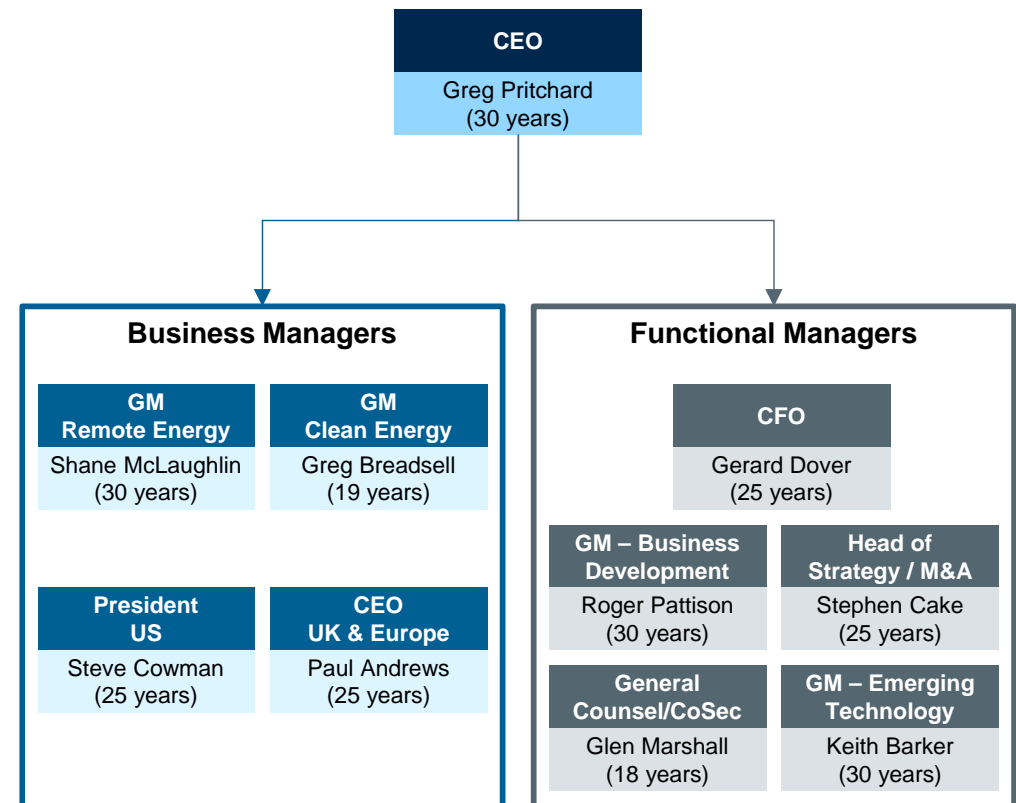 CEO
Greg Pritchard
(30 years)
Business Managers
GM
Remote Energy
Shane McLaughlin
(30 years)
GM
Clean Energy
Greg Breadsell
(19 years)
President
US
Steve Cowman
(25 years)
CEO
UK & Europe
Paul Andrews
(25 years)
Functional Managers
CFO
Gerard Dover
(25 years)
GM – Business
Development
Roger Pattison
(30 years)
Head of
Strategy / M&A
Stephen Cake
(25 years)
General
Counsel/CoSec
Glen Marshall
(18 years)
GM – Emerging
Technology
Keith Barker
(30 years)